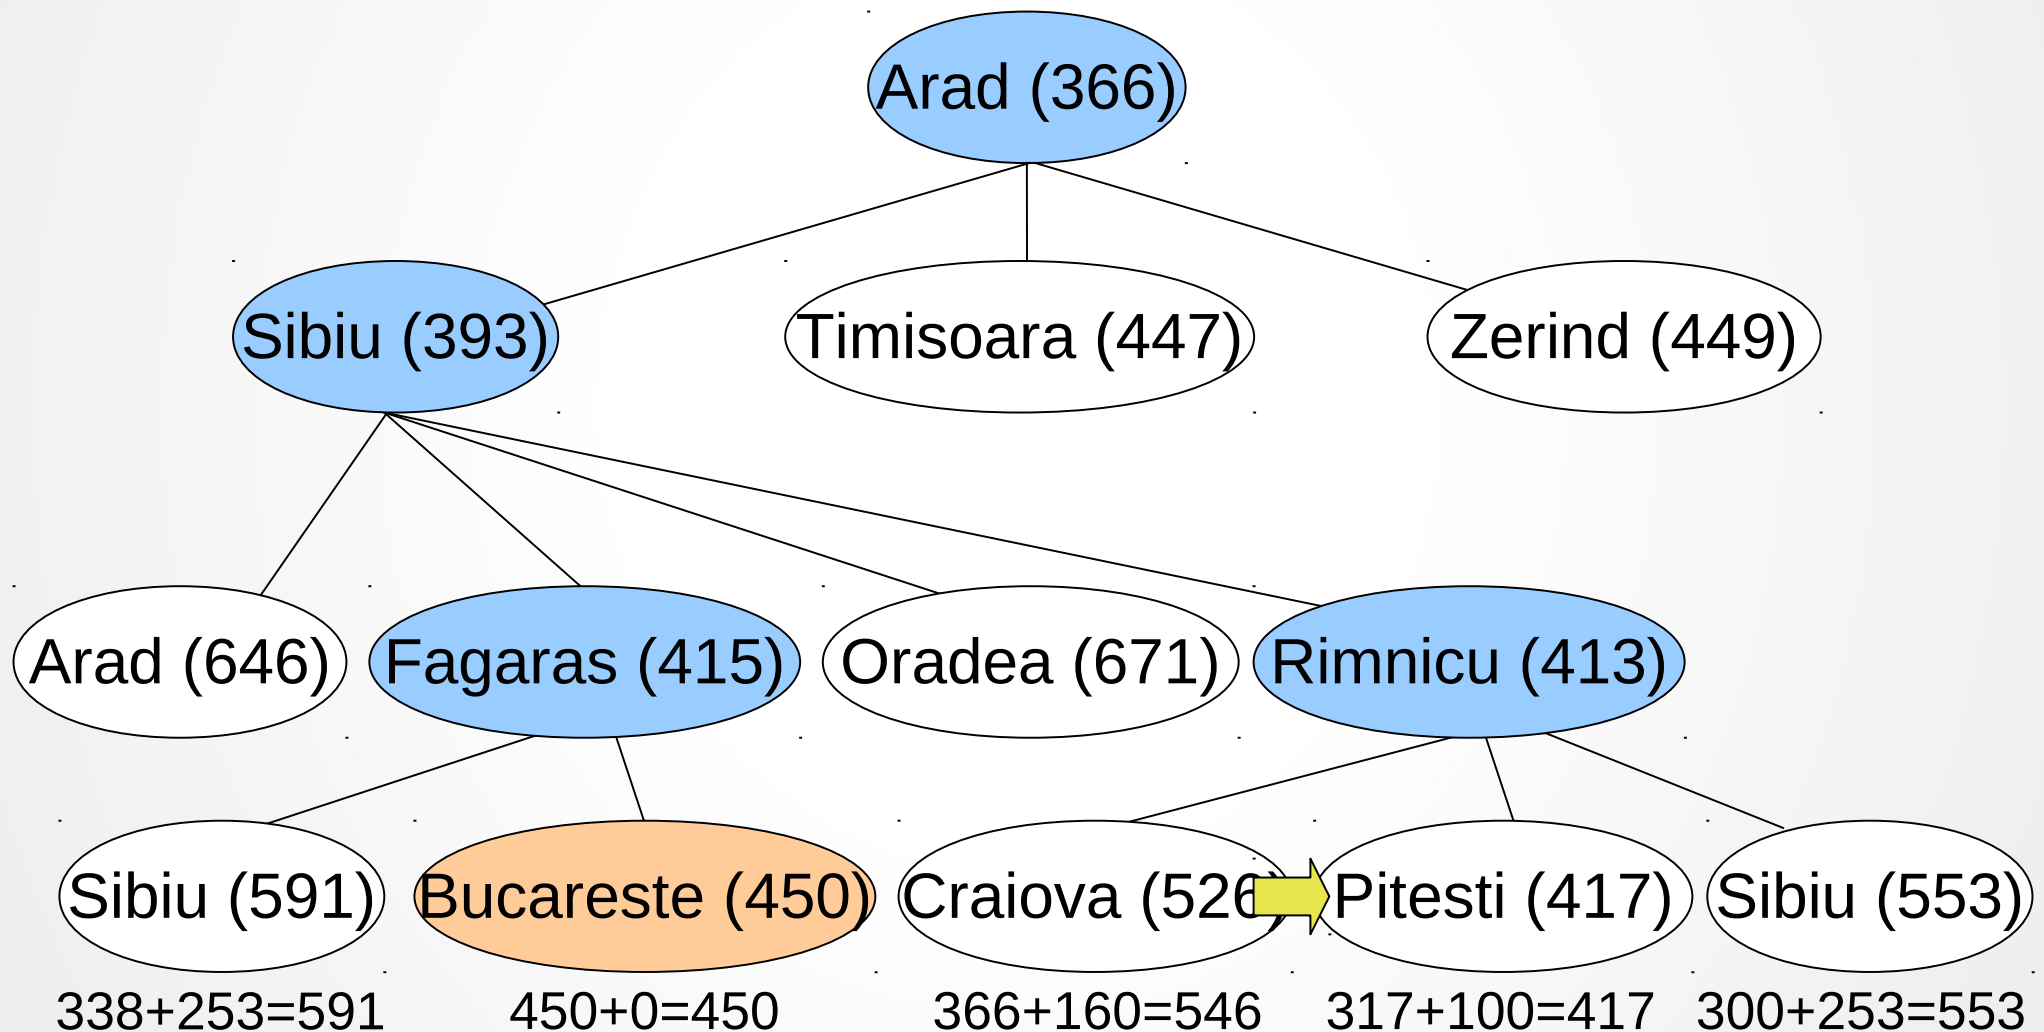 Arad (366)
Sibiu (393)
Timisoara (447)
Zerind (449)
Arad (646)
Fagaras (415)
Oradea (671)
Rimnicu (413)
Sibiu (591)
Bucareste (450)
Craiova (526)
Pitesti (417)
Sibiu (553)
338+253=591
450+0=450
366+160=546
317+100=417
300+253=553